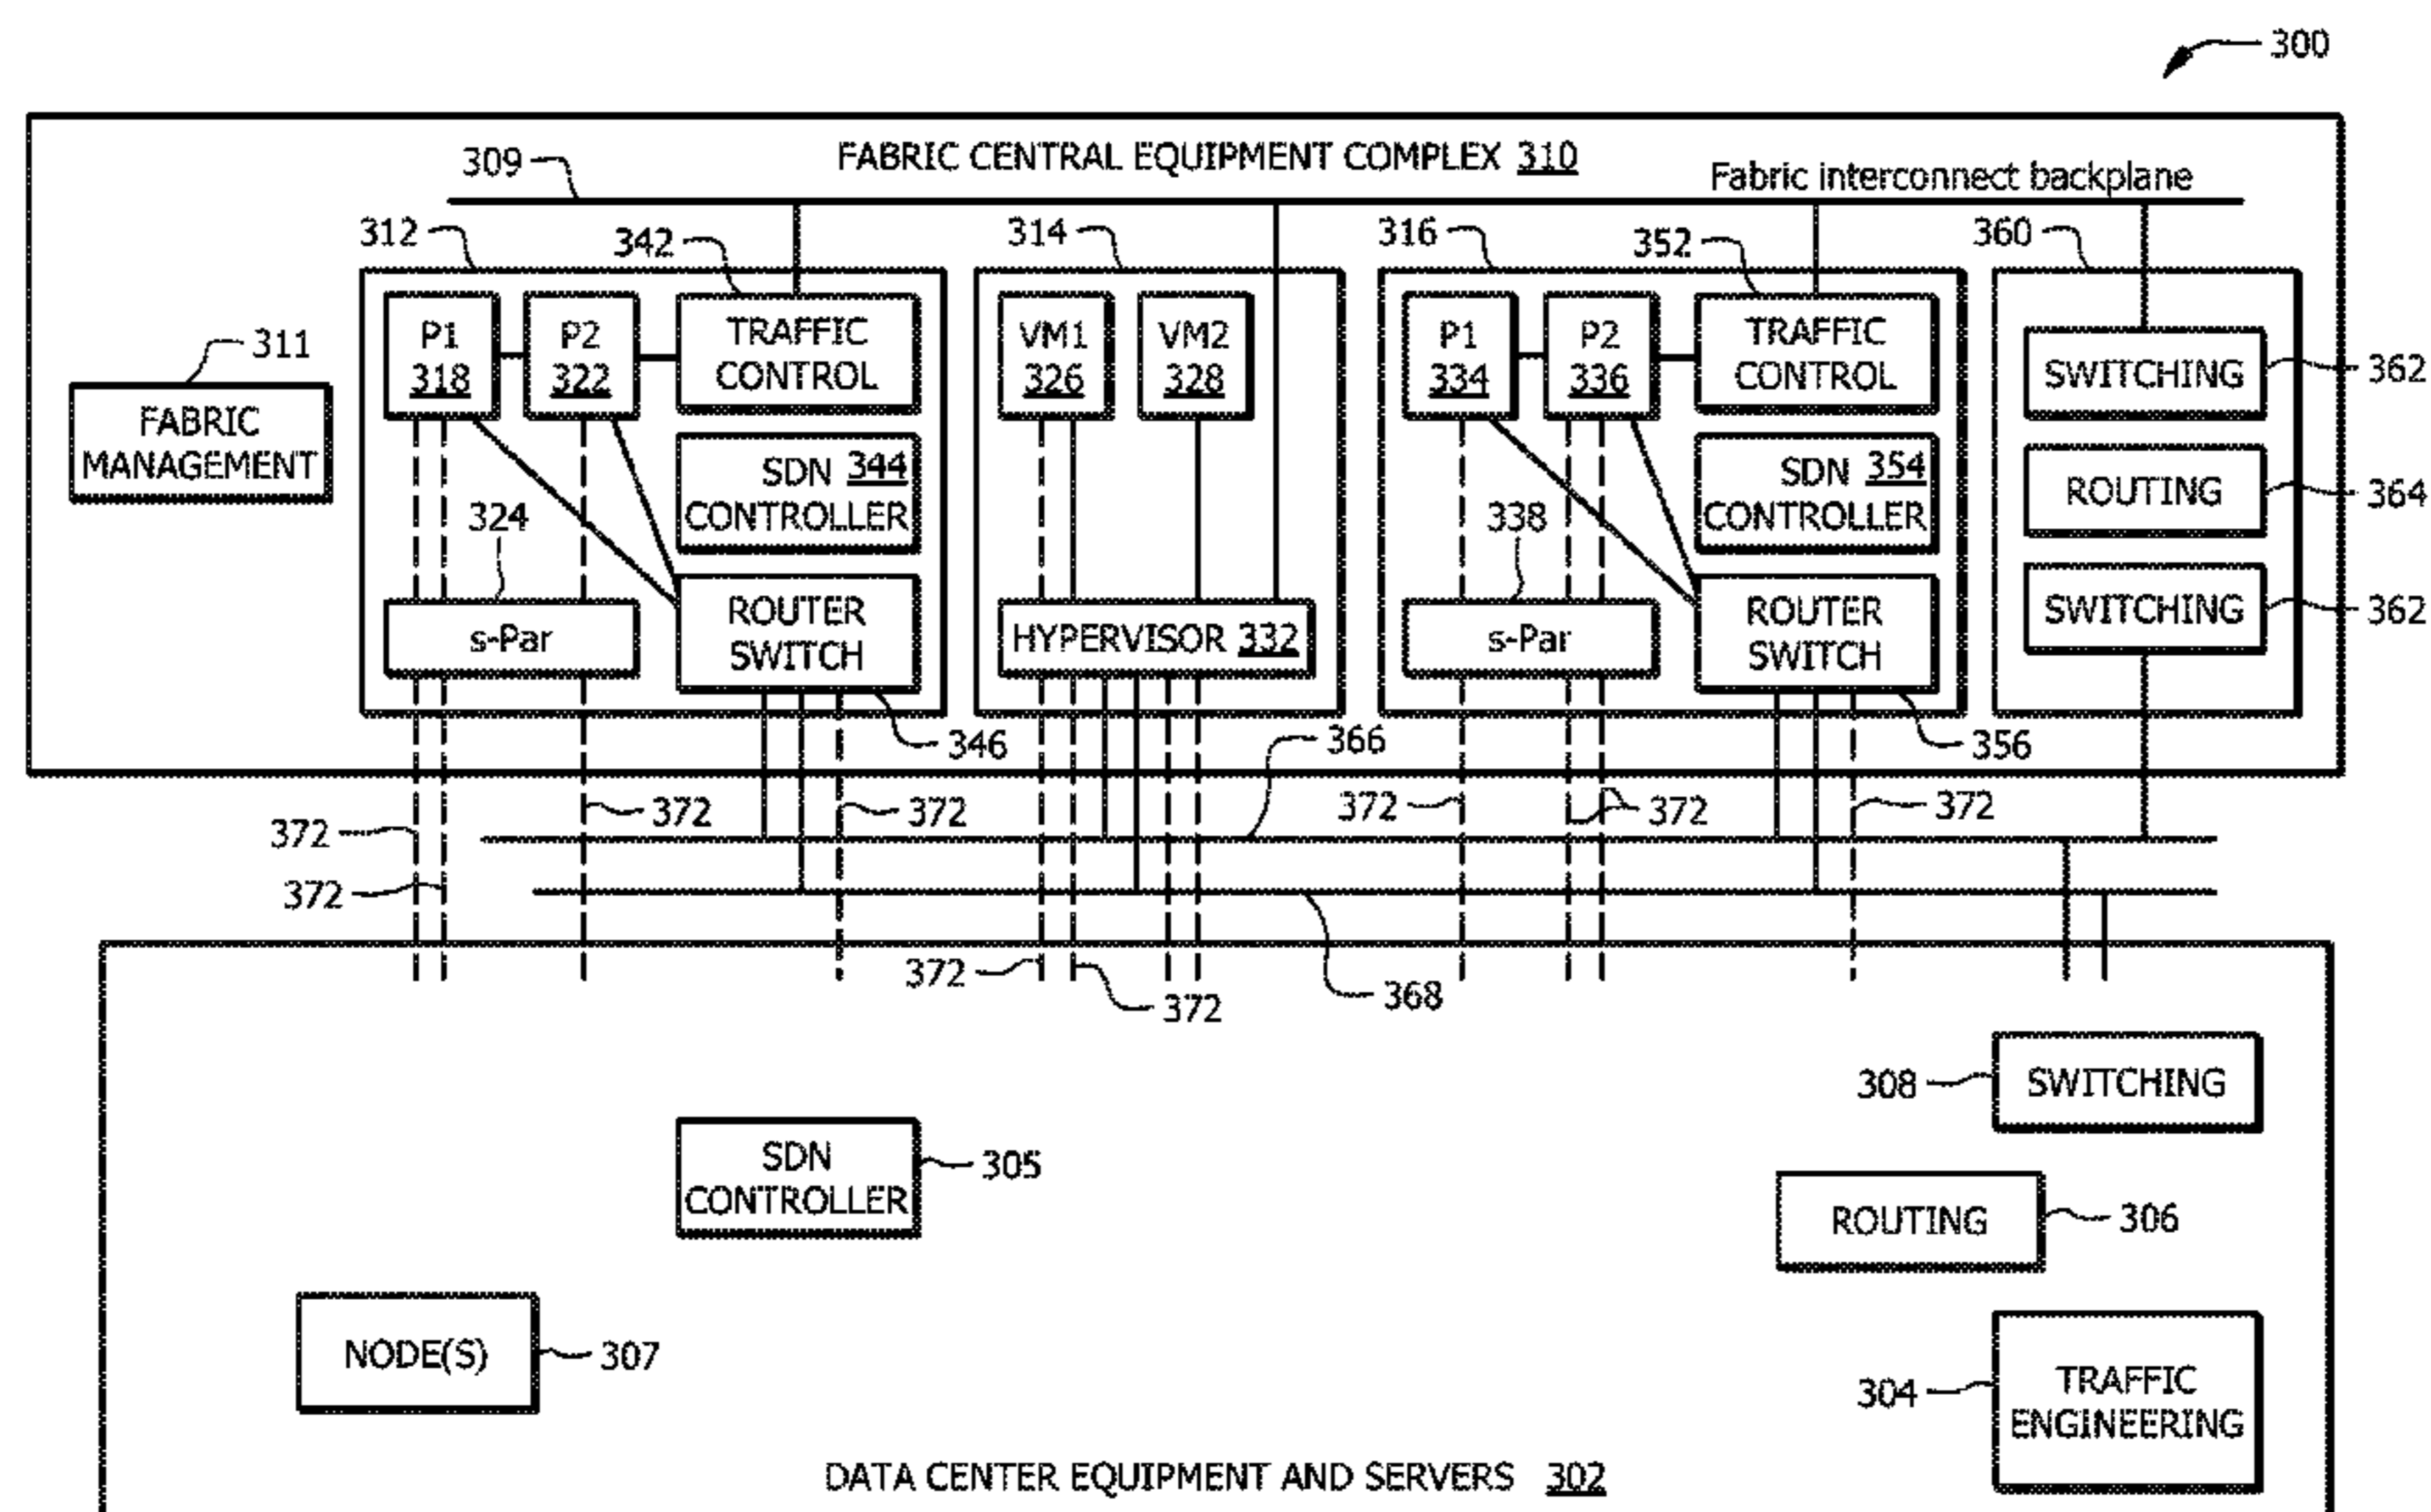 300
FABRIC CENTRAL EQUIPMENT COMPLEX 310
309
Fabric interconnect backplane
312
342
314
316
352
360
311
FABRIC
MANAGEMENT
P1
318
P2
322
TRAFFIC
CONTROL
SDN 344
CONTROLLER
324
s-Par
ROUTER
SWITCH
346
VM1
326
VM2
328
HYPERVISOR 332
P1
334
P2
336
TRAFFIC
CONTROL
SDN 354
CONTROLLER
338
s-Par
ROUTER
SWITCH
356
SWITCHING
362
ROUTING
364
SWITCHING
362
366
372
372
372
372
372
372
372
372
372
368
308
SWITCHING
SDN
CONTROLLER
305
ROUTING
306
NODE(S)
307
304
TRAFFIC
ENGINEERING
DATA CENTER EQUIPMENT AND SERVERS 302